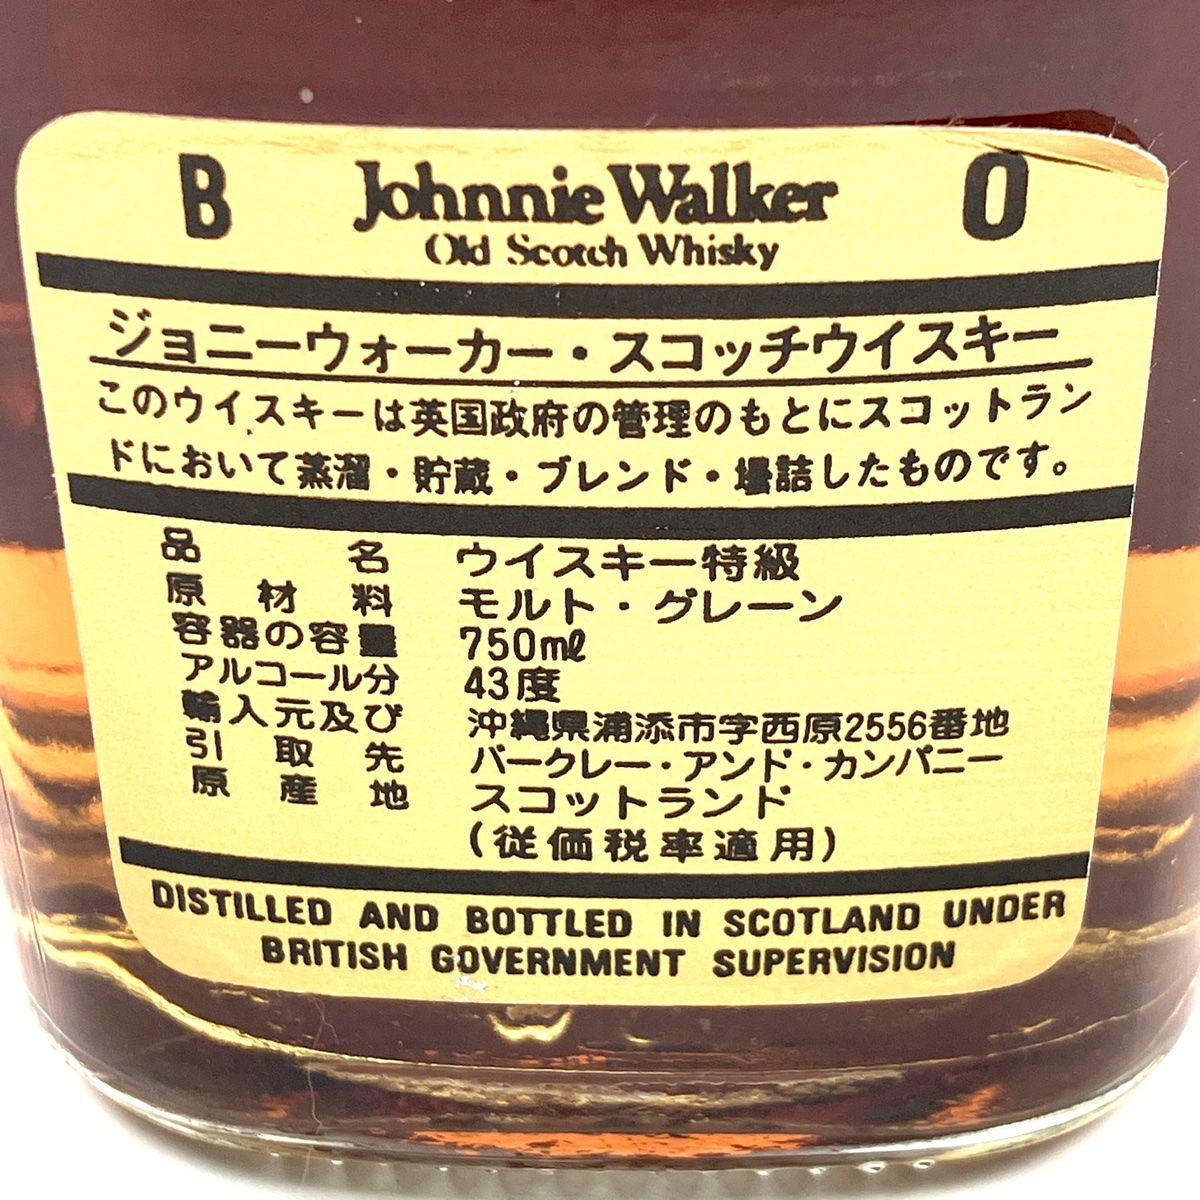 B Johnnie Walker O
Old Scotch Whisky
ジョニーウォーカー・スコッチウイスキー
このウイスキーは英国政府の管理のもとにスコットラン
ドにおいて蒸溜・貯蔵・ブレンド・壜詰したものです。
品名 ウイスキー特級
原材料 モルト・グレーン
容器の容量 750ml
アルコール分 43度
輸入元及び 沖縄県浦添市字西原2556番地
引取先 バークレー・アンド・カンパニー
原産地 スコットランド
(従価税率適用)
DISTILLED AND BOTTLED IN SCOTLAND UNDER
BRITISH GOVERNMENT SUPERVISION